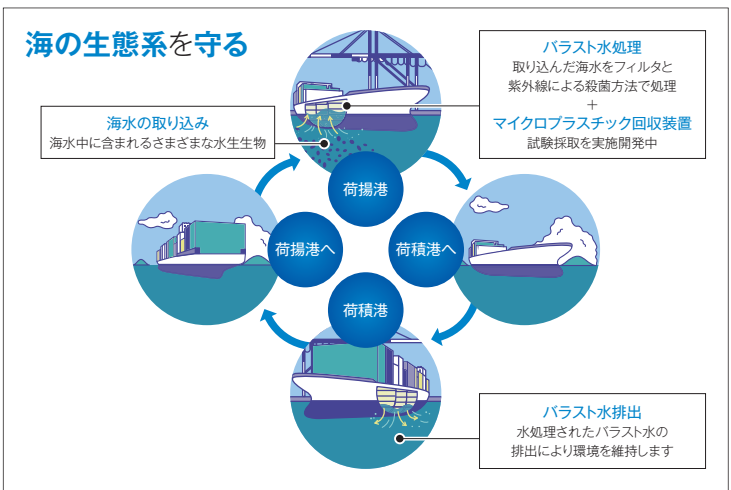 海の生態系を守る
バラスト水処理
取り込んだ海水をフィルタと
紫外線による殺菌方法で処理
+
マイクロプラスチック回収装置
試験採取を実施開発中
海水の取り込み
海水中に含まれるさまざまな水生生物
荷揚港
荷揚港へ
荷積港へ
荷積港
バラスト水排出
水処理されたバラスト水の
排出により環境を維持します